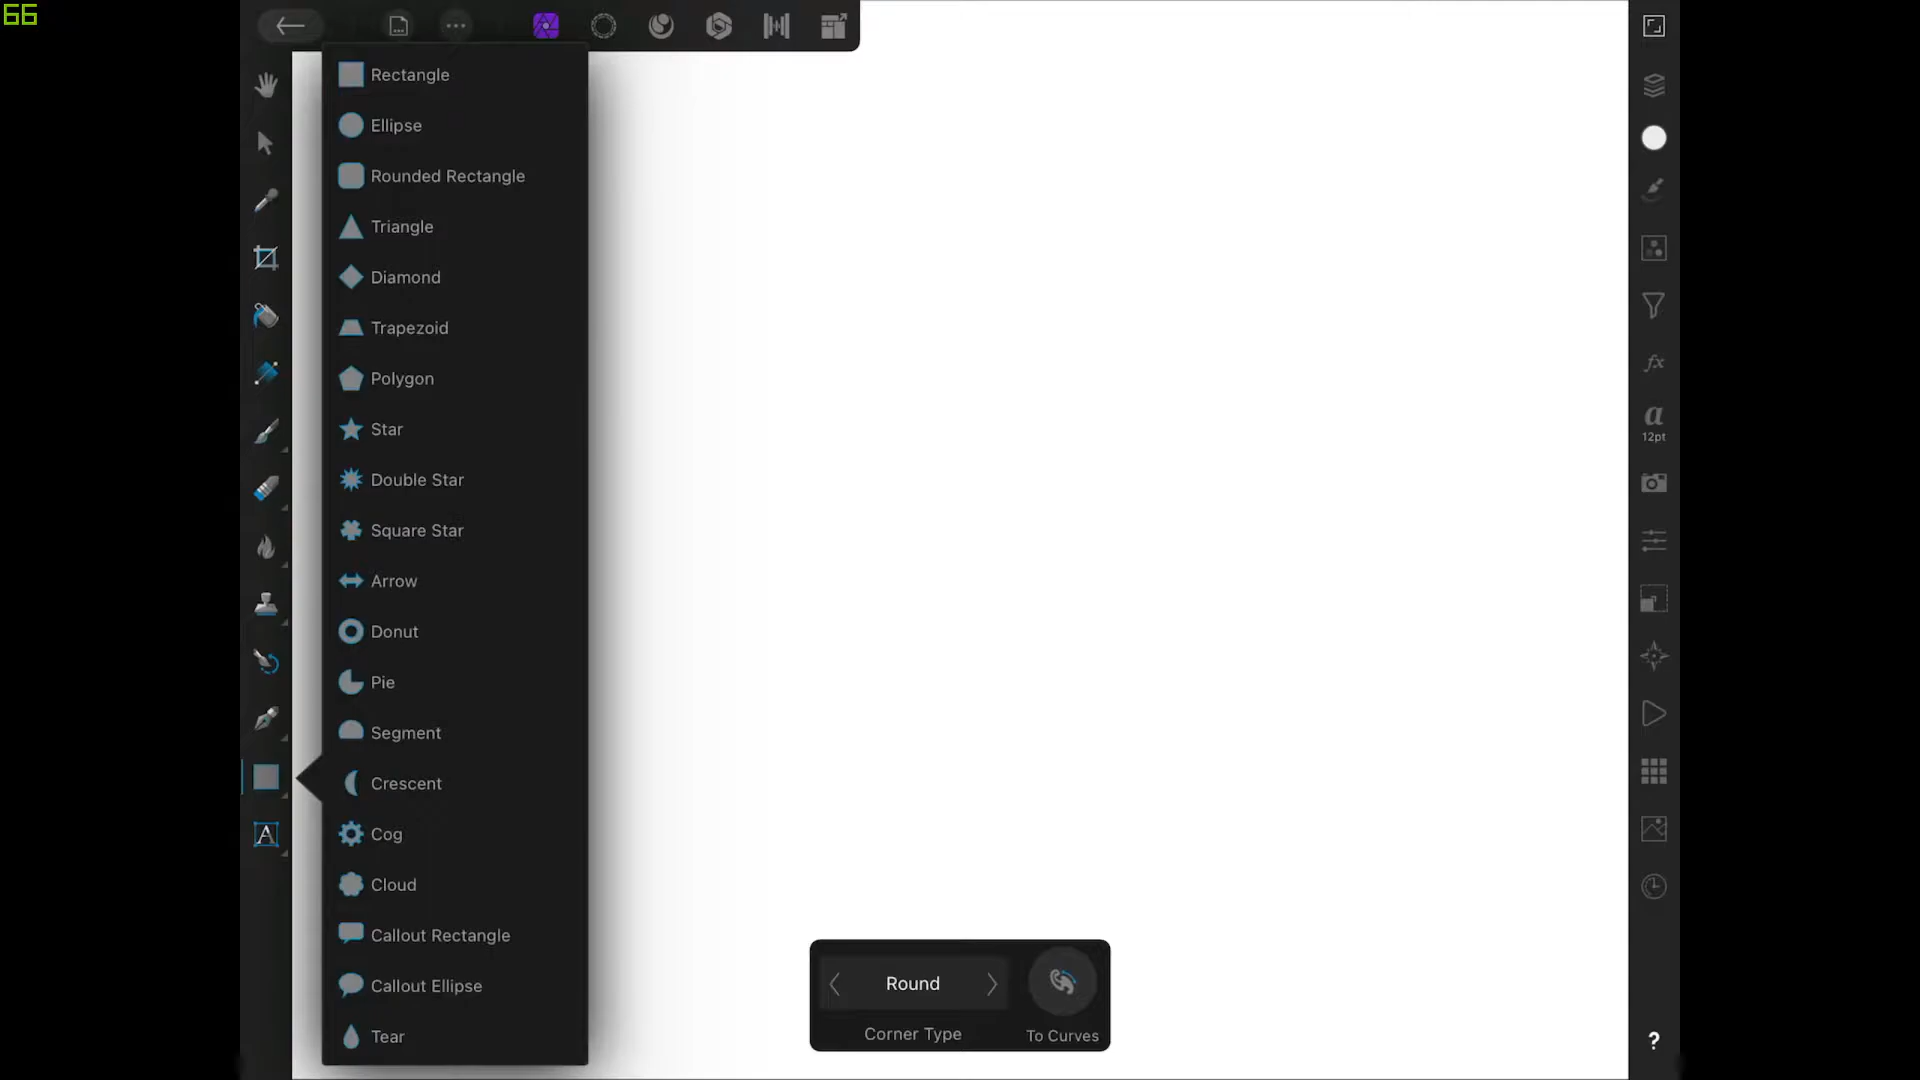 66
Rectangle
Ellipse
Rounded Rectangle
Triangle
Diamond
Trapezoid
Polygon
Star
Double Star
Square Star
Arrow
Donut
Pie
Segment
Crescent
Cog
Cloud
Callout Rectangle
Callout Ellipse
Tear
A
Round
Corner Type
To Curves
fx
a
12pt
?